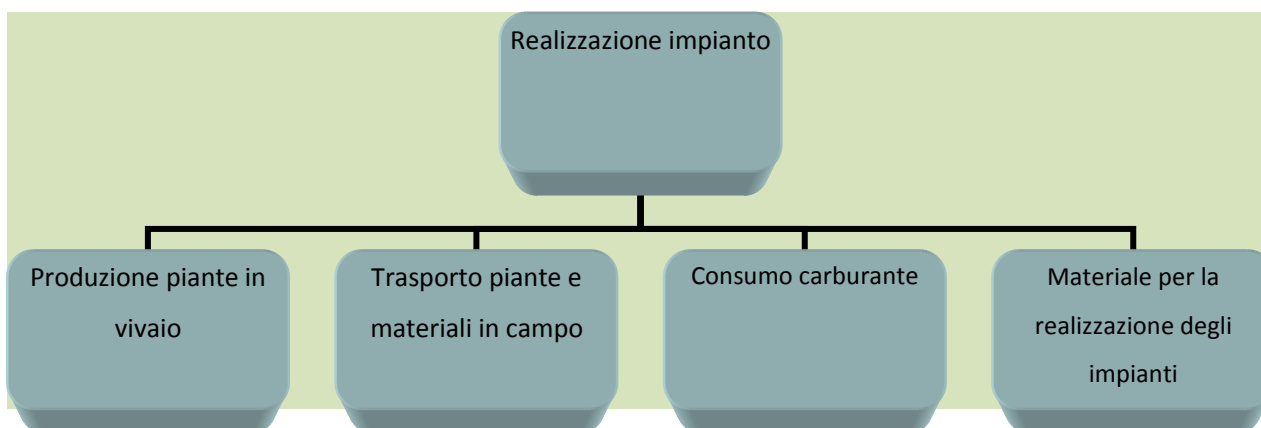 Realizzazione impianto
Produzione piante in
vivaio
Trasporto piante e
materiali in campo
Consumo carburante
Materiale per la
realizzazione degli
impianti